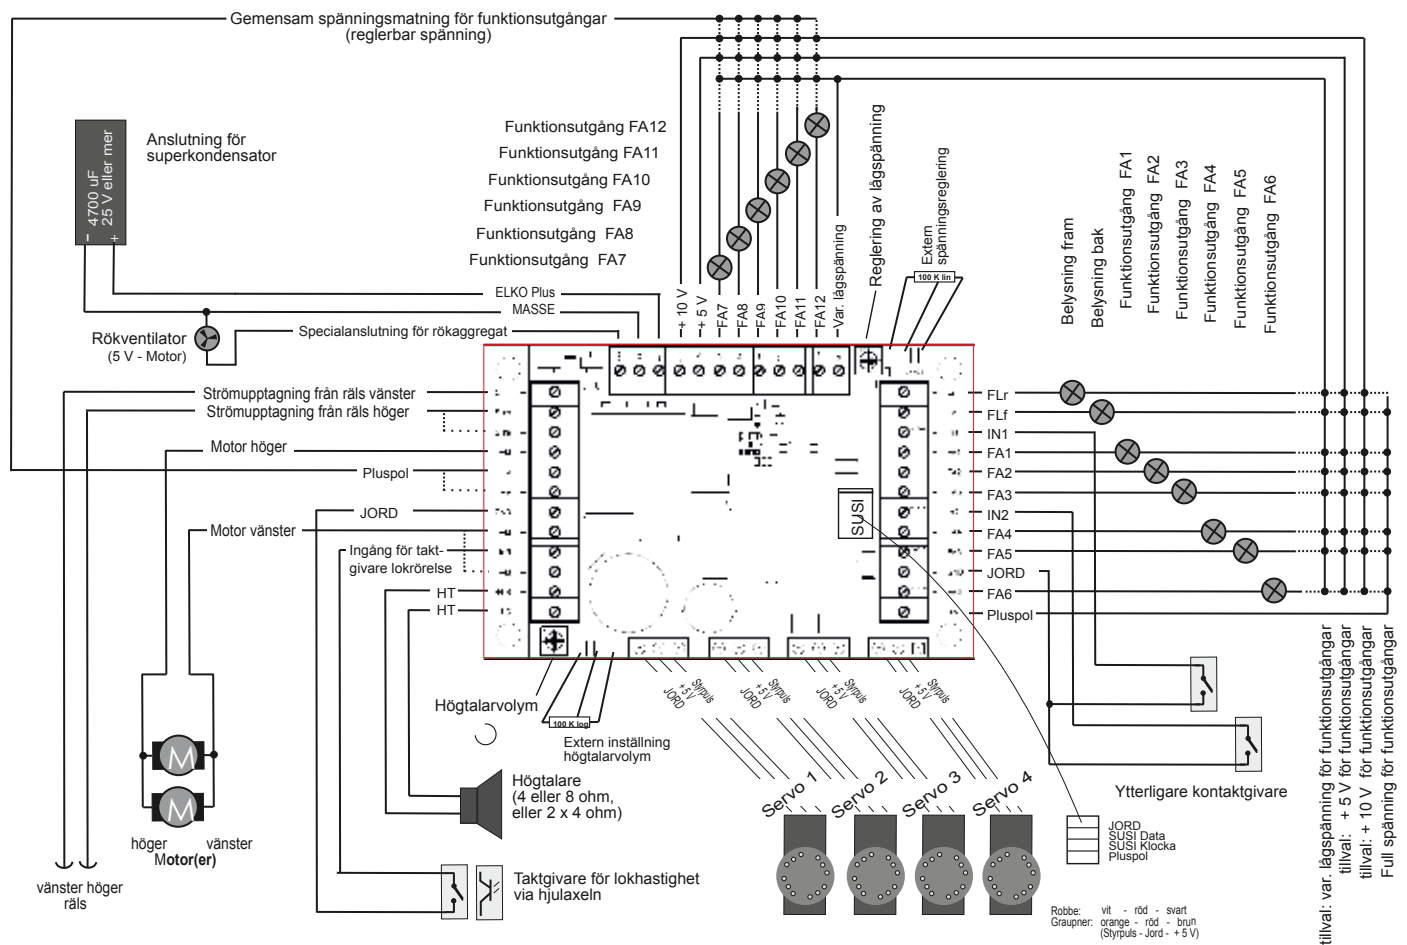 Gemensam spänningsmatning för funktionsutgångar
(reglerbar spänning)
4700 uF
25 V eller mer
–
+
Anslutning för
superkondensator
Funktionsutgång FA12
Funktionsutgång FA11
Funktionsutgång FA10
Funktionsutgång FA9
Funktionsutgång FA8
Funktionsutgång FA7
+ 10 V
+ 5 V
FA7
FA8
FA9
FA10
FA11
FA12
Var. lågspänning
Reglering av lågspänning
Extern
spänningsreglering
100 K lin
Belysning fram
Belysning bak
Funktionsutgång FA1
Funktionsutgång FA2
Funktionsutgång FA3
Funktionsutgång FA4
Funktionsutgång FA5
Funktionsutgång FA6
ELKO Plus
MASSE
Specialanslutning för rökaggregat
Rökventilator
(5 V - Motor)
Strömupptagning från räls vänster
Strömupptagning från räls höger
Motor höger
Pluspol
JORD
Motor vänster
Ingång för takt-
givare lokrörelse
HT
HT
SUSI
FLr
FLf
IN1
FA1
FA2
FA3
IN2
FA4
FA5
JORD
FA6
Pluspol
Högtalarvolym
100 K log
Extern inställning
högtalarvolym
Styrpuls
+ 5 V
JORD
Styrpuls
+ 5 V
JORD
Styrpuls
+ 5 V
JORD
Styrpuls
+ 5 V
JORD
Servo 1
Servo 2
Servo 3
Servo 4
M
M
höger vänster
Motor(er)
vänster höger
räls
Högtalare
(4 eller 8 ohm,
eller 2 x 4 ohm)
Taktgivare för lokhastighet
via hjulaxeln
Ytterligare kontaktgivare
JORD
SUSI Data
SUSI Klocka
Pluspol
Robbe: vit - röd - svart
Graupner: orange - röd - brun
(Styrpuls - Jord - + 5 V)
tillval: var. lågspänning för funktionsutgångar
tillval: + 5 V för funktionsutgångar
tillval: + 10 V för funktionsutgångar
Full spänning för funktionsutgångar